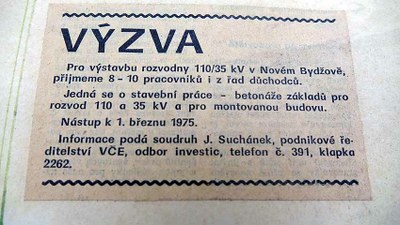 VÝZVA
Pro výstavbu rozvodny 110/35 kV v Novém Bydžově,
přijmeme 8 - 10 pracovníků i z řad důchodců.
Jedná se o stavební práce - betonáže základů pro
rozvod 110 a 35 kV a pro montovanou budovu.
Nástup k 1. březnu 1975.
Informace podá soudruh J. Suchánek, podnikové ře-
ditelství VČE, odbor investic, telefon č. 391, klapka
2262.